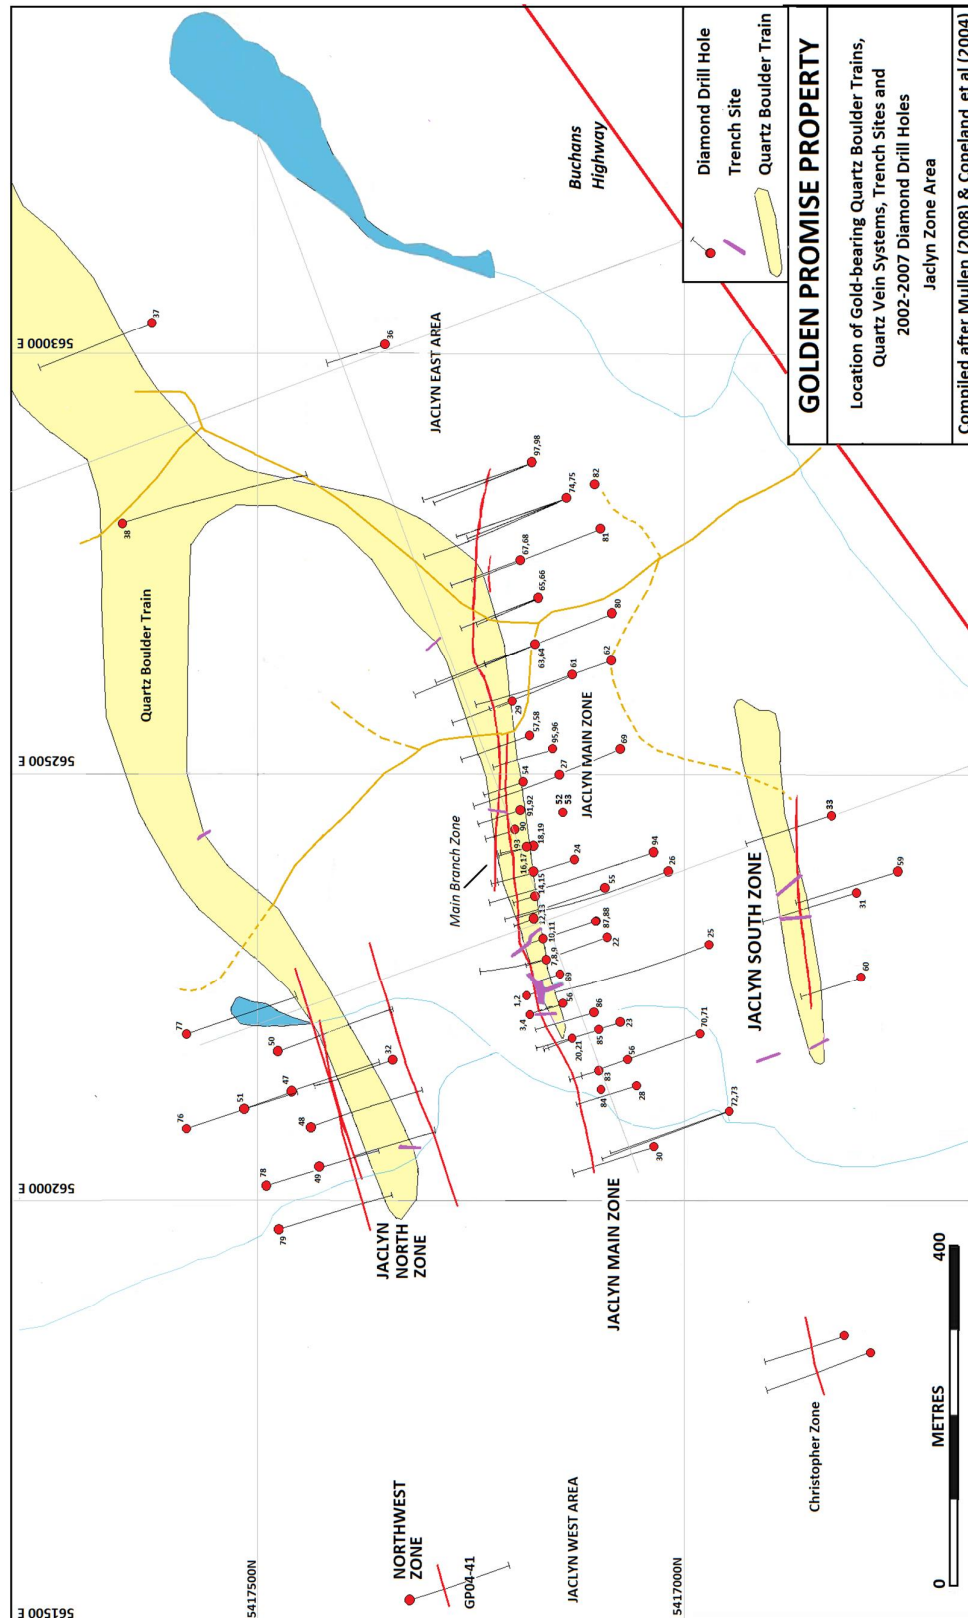 563000 E
562500 E
562000 E
561500 E
5417500N
5417000N
37
36
38
Quartz Boulder Train
JACLYN EAST AREA
Buchans
Highway
Diamond Drill Hole
Trench Site
Quartz Boulder Train
GOLDEN PROMISE PROPERTY
Location of Gold-bearing Quartz Boulder Trains,
Quartz Vein Systems, Trench Sites and
2002-2007 Diamond Drill Holes
Jaclyn Zone Area
Compiled after Mullen (2008) & Copeland et al (2004)
97,98
74,75
82
67,68
81
65,66
80
63,64
62
61
29
57,58
95,96
69
27
54
JACLYN MAIN ZONE
52
53
91,92
90
93
18,19
Main Branch Zone
16,17
24
94
26
14,15
55
12,13
87,88
10,11
22
25
7,8,9
89
1,2
56
3,4
86
85
23
20,21
56
70,71
83
84
28
72,73
30
JACLYN MAIN ZONE
33
59
31
60
JACLYN SOUTH ZONE
77
50
32
47
51
76
48
49
78
79
JACLYN
NORTH
ZONE
NORTHWEST
ZONE
GP04-41
JACLYN WEST AREA
Christopher Zone
METRES
0
400